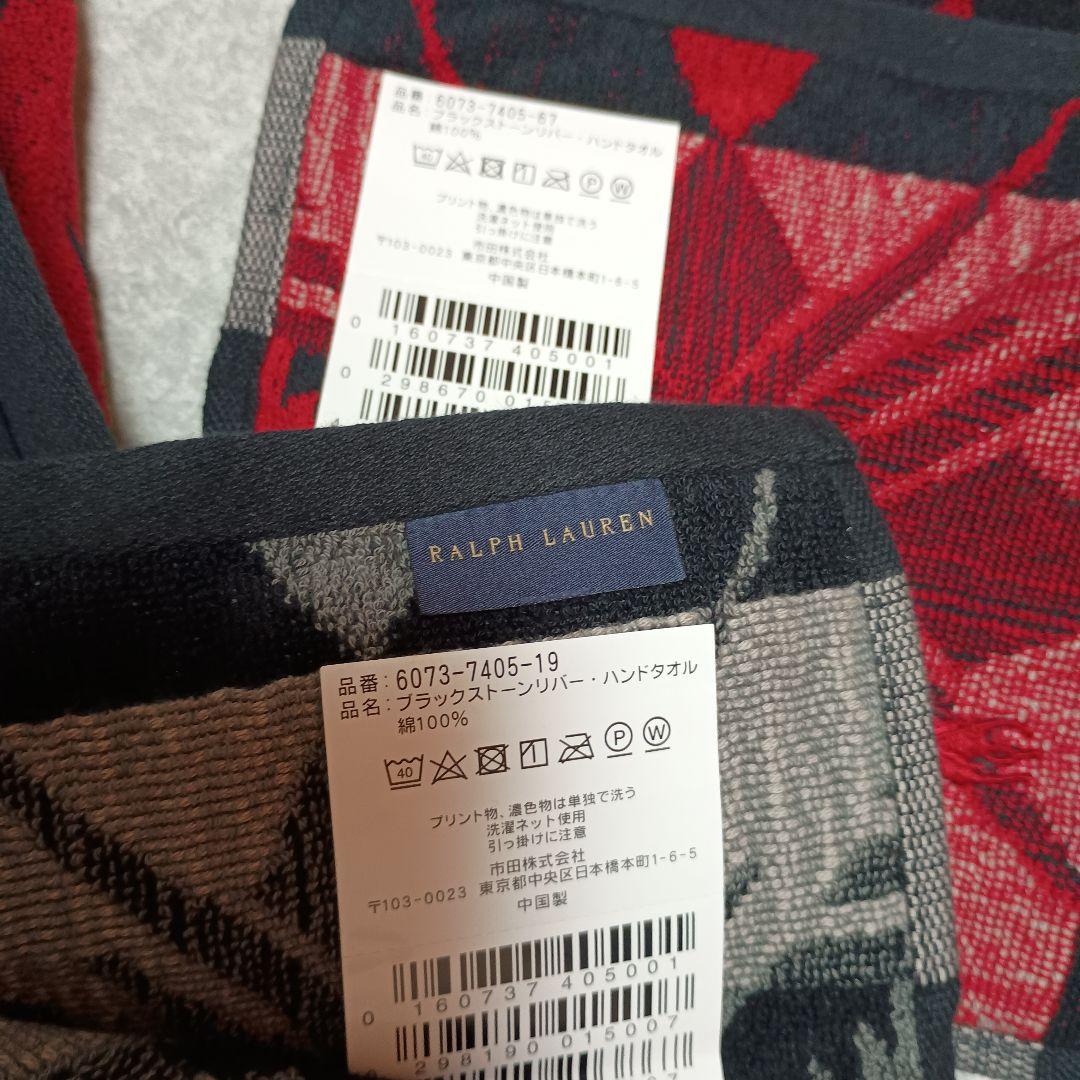 品番：6073-7405-67
品名：ブラックストーンリバー・ハンドタオル
綿100%
40 1 P W
プリント物、濃色物は単独で洗う
洗濯ネット使用
引っ掛けに注意
市田株式会社
〒103-0023 東京都中央区日本橋本町1-6-5
中国製
0 160737 405001
RALPH LAUREN
品番：6073-7405-19
品名：ブラックストーンリバー・ハンドタオル
綿100%
40 1 P W
プリント物、濃色物は単独で洗う
洗濯ネット使用
引っ掛けに注意
市田株式会社
〒103-0023 東京都中央区日本橋本町1-6-5
中国製
0 160737 405001
0 298190 015007